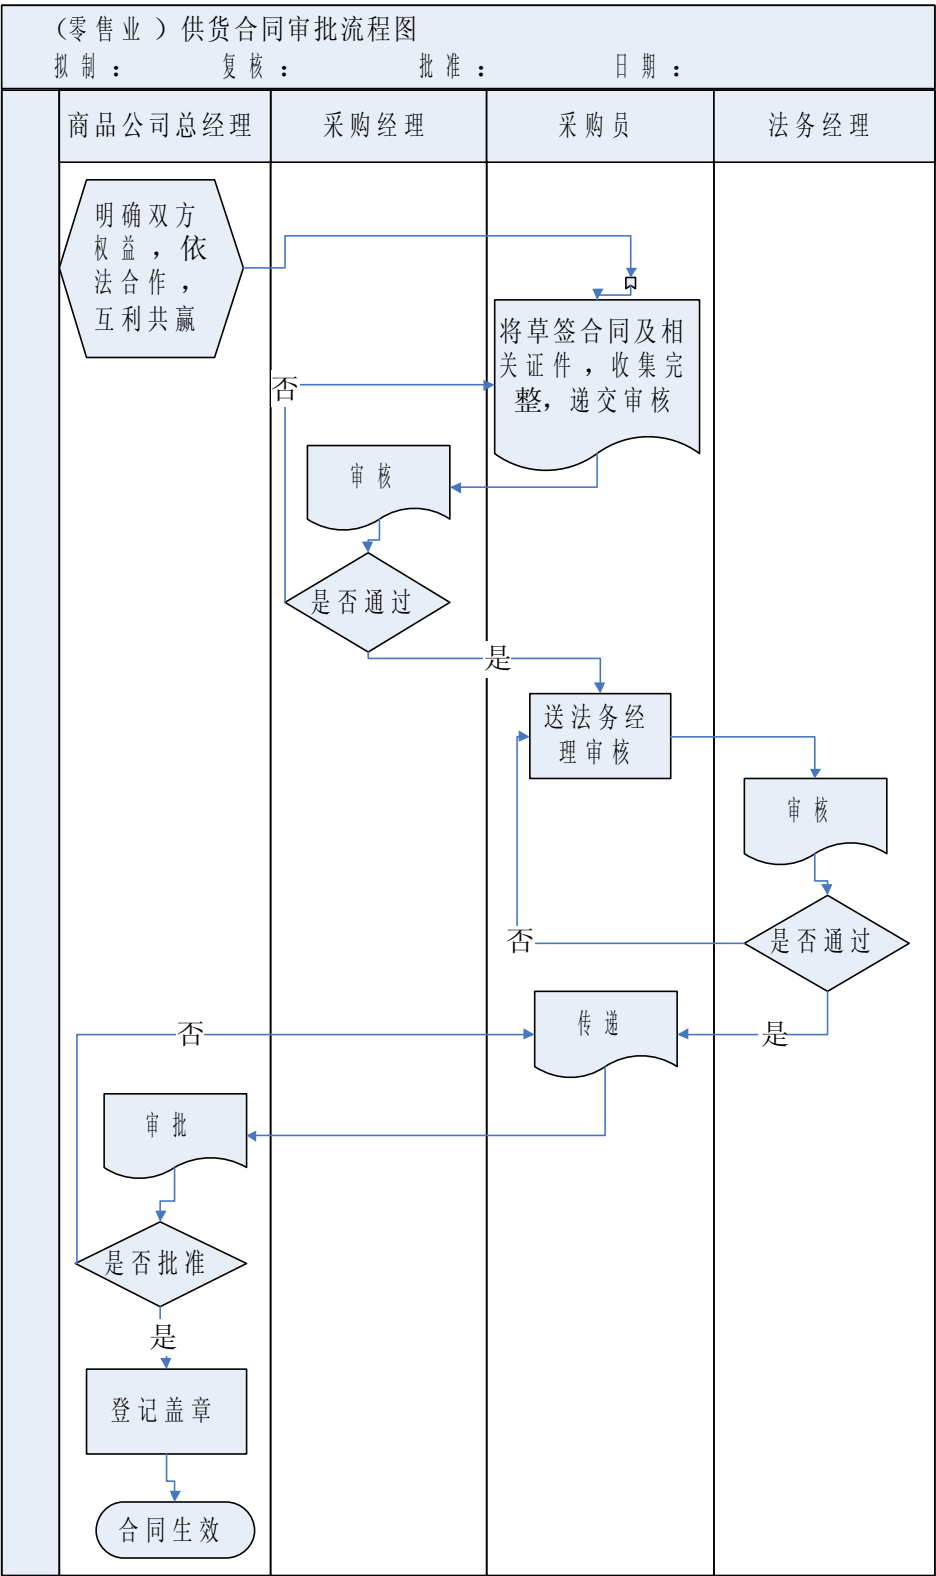 (零售业）供货合同审批流程图
拟制： 复核： 批准： 日期：
商品公司总经理 采购经理 采购员 法务经理
明确双方
权益，依
法合作，
互利共赢
将草签合同及相
关证件，收集完
整，递交审核
否
审核
是否通过
是
送法务经
理审核
审核
是否通过
否
是
传递
否
审批
是否批准
是
登记盖章
合同生效